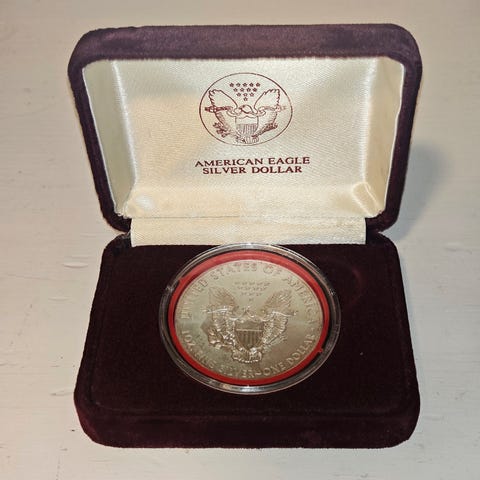 AMERICAN EAGLE
SILVER DOLLAR
UNITED STATES OF AMERICA
1 OZ. FINE SILVER~ONE DOLLAR